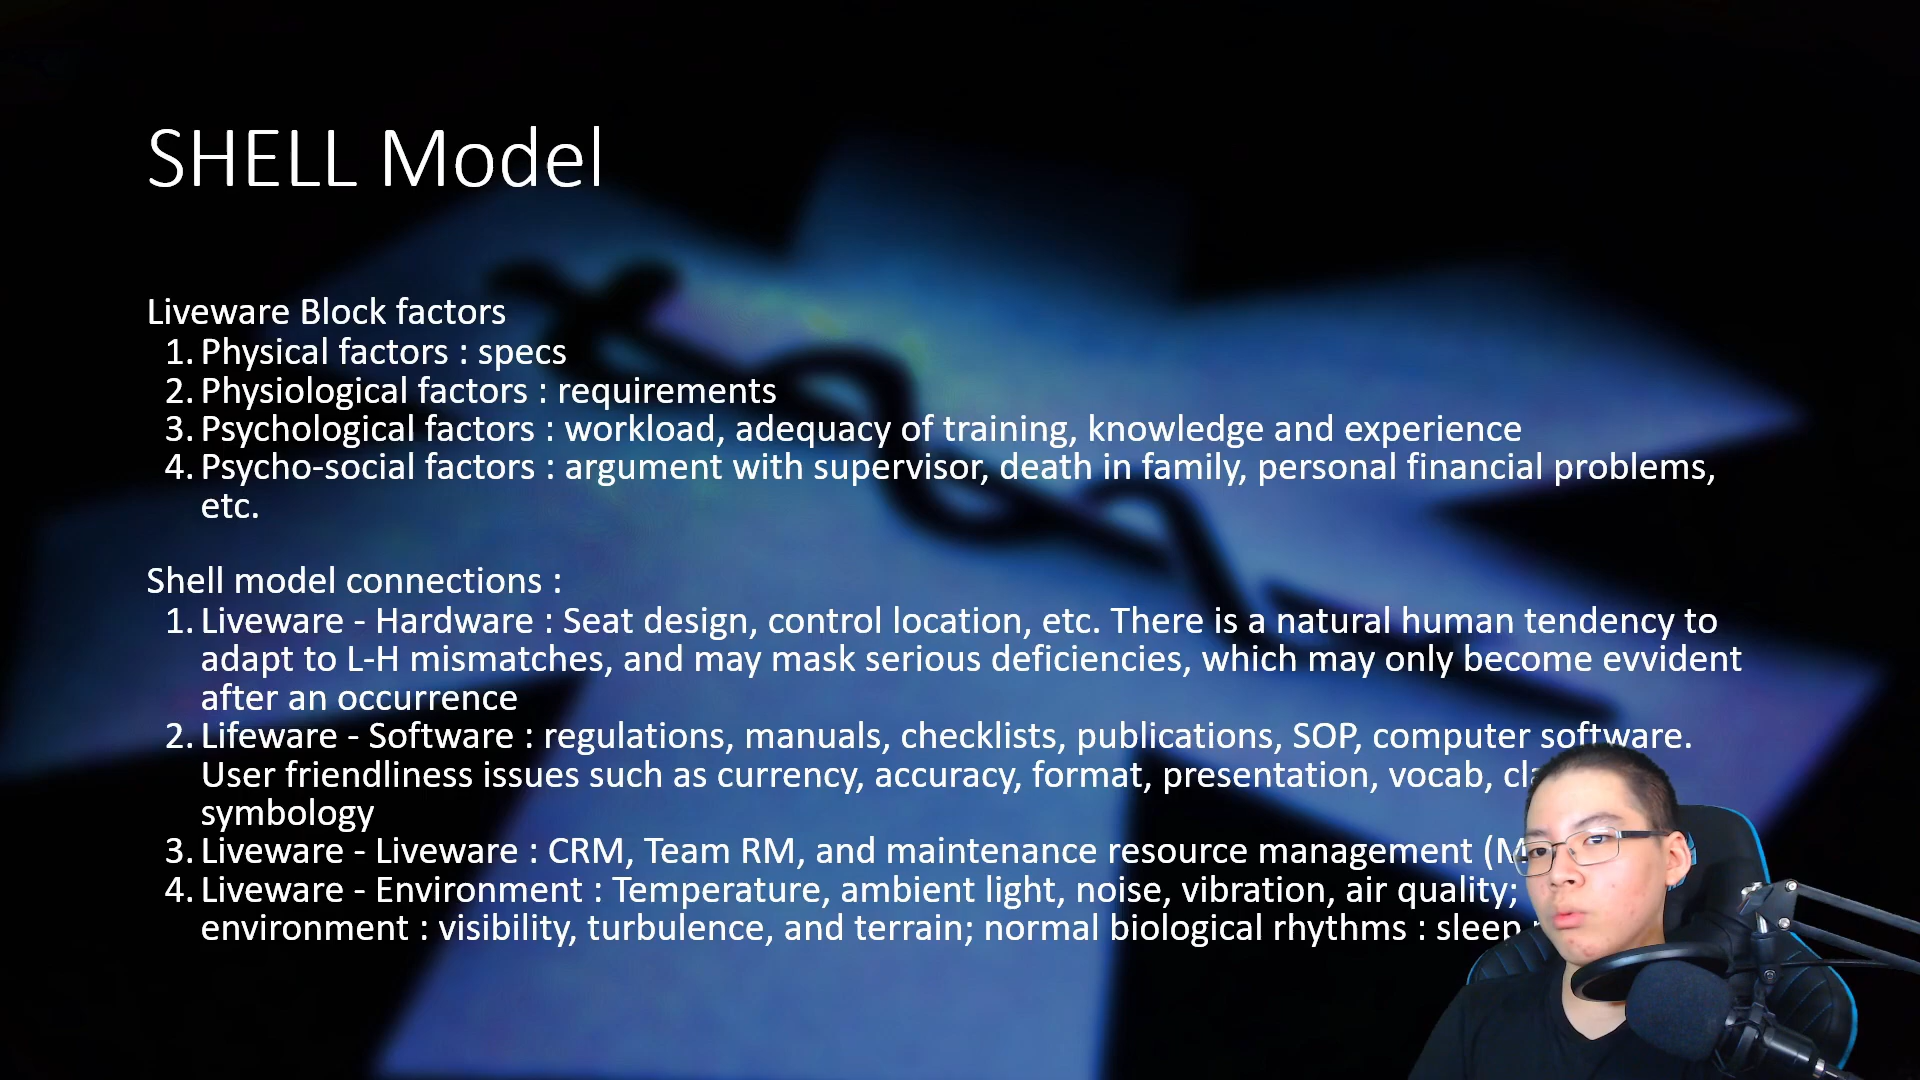 SHELL Model
Liveware Block factors
1. Physical factors : specs
2. Physiological factors : requirements
3. Psychological factors : workload, adequacy of training, knowledge and experience
4. Psycho-social factors : argument with supervisor, death in family, personal financial problems,
etc.
Shell model connections :
1. Liveware - Hardware : Seat design, control location, etc. There is a natural human tendency to
adapt to L-H mismatches, and may mask serious deficiencies, which may only become evvident
after an occurrence
2. Lifeware - Software : regulations, manuals, checklists, publications, SOP, computer software.
User friendliness issues such as currency, accuracy, format, presentation, vocab,
symbology
3. Liveware - Liveware : CRM, Team RM, and maintenance resource management
4. Liveware - Environment : Temperature, ambient light, noise, vibration, air quality;
environment : visibility, turbulence, and terrain; normal biological rhythms : sleep